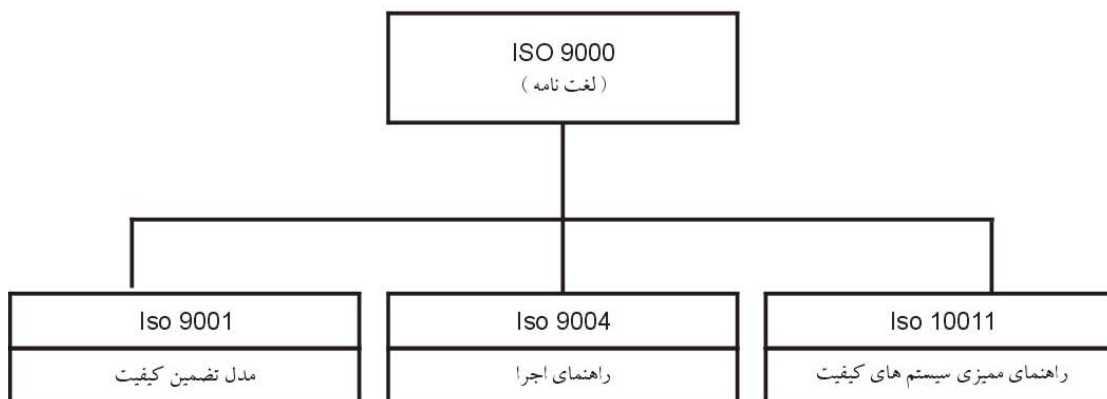 ISO 9000
( لغت نامه )
Iso 9001
مدل تضمین کیفیت
Iso 9004
راهنمای اجرا
Iso 10011
راهنمای ممیزی سیستم های کیفیت